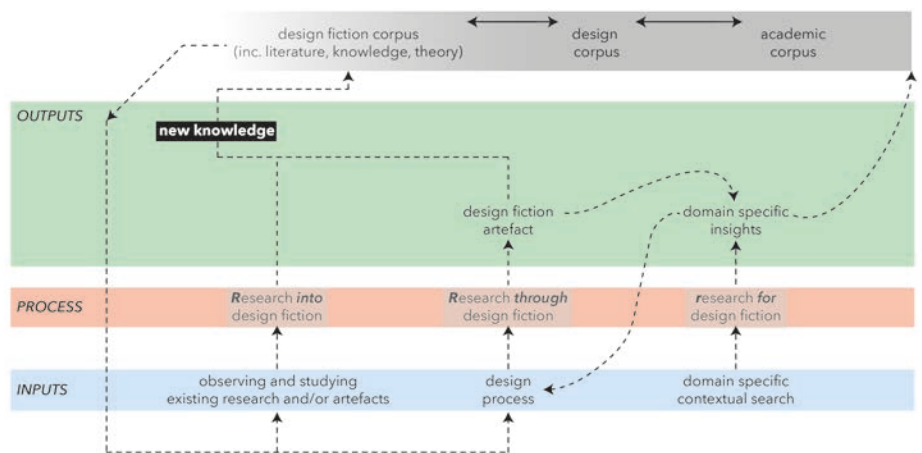 design fiction corpus
(inc. literature, knowledge, theory)
design
corpus
academic
corpus
OUTPUTS
new knowledge
design fiction
artefact
domain specific
insights
PROCESS
Research into
design fiction
Research through
design fiction
research for
design fiction
INPUTS
observing and studying
existing research and/or artefacts
design
process
domain specific
contextual search